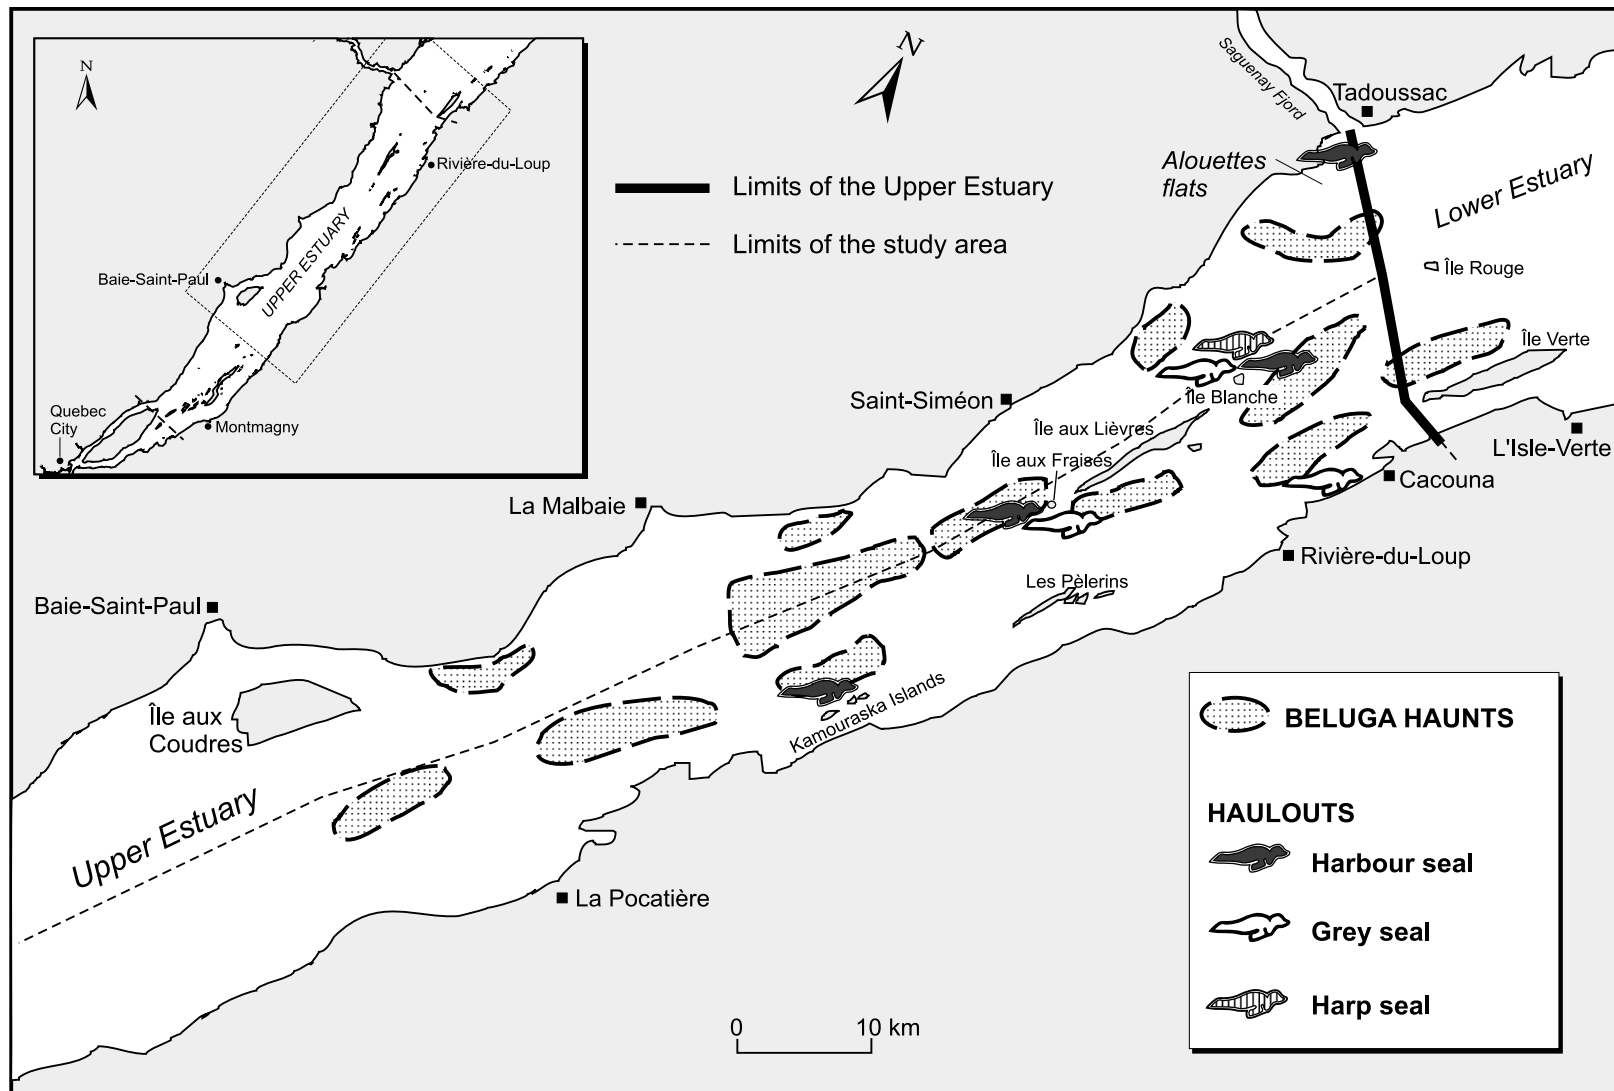 N
Rivière-du-Loup
UPPER ESTUARY
Baie-Saint-Paul
Quebec
City
Montmagny
N
Limits of the Upper Estuary
Limits of the study area
Saguenay Fjord
Tadoussac
Alouettes
flats
Lower Estuary
Île Rouge
Île Verte
Île Blanche
Saint-Siméon
Île aux Lièvres
Île aux Fraises
L'Isle-Verte
Cacouna
La Malbaie
Rivière-du-Loup
Les Pèlerins
Baie-Saint-Paul
Île aux
Coudres
Kamouraska Islands
Upper Estuary
La Pocatière
0 10 km
BELUGA HAUNTS
HAULOUTS
Harbour seal
Grey seal
Harp seal